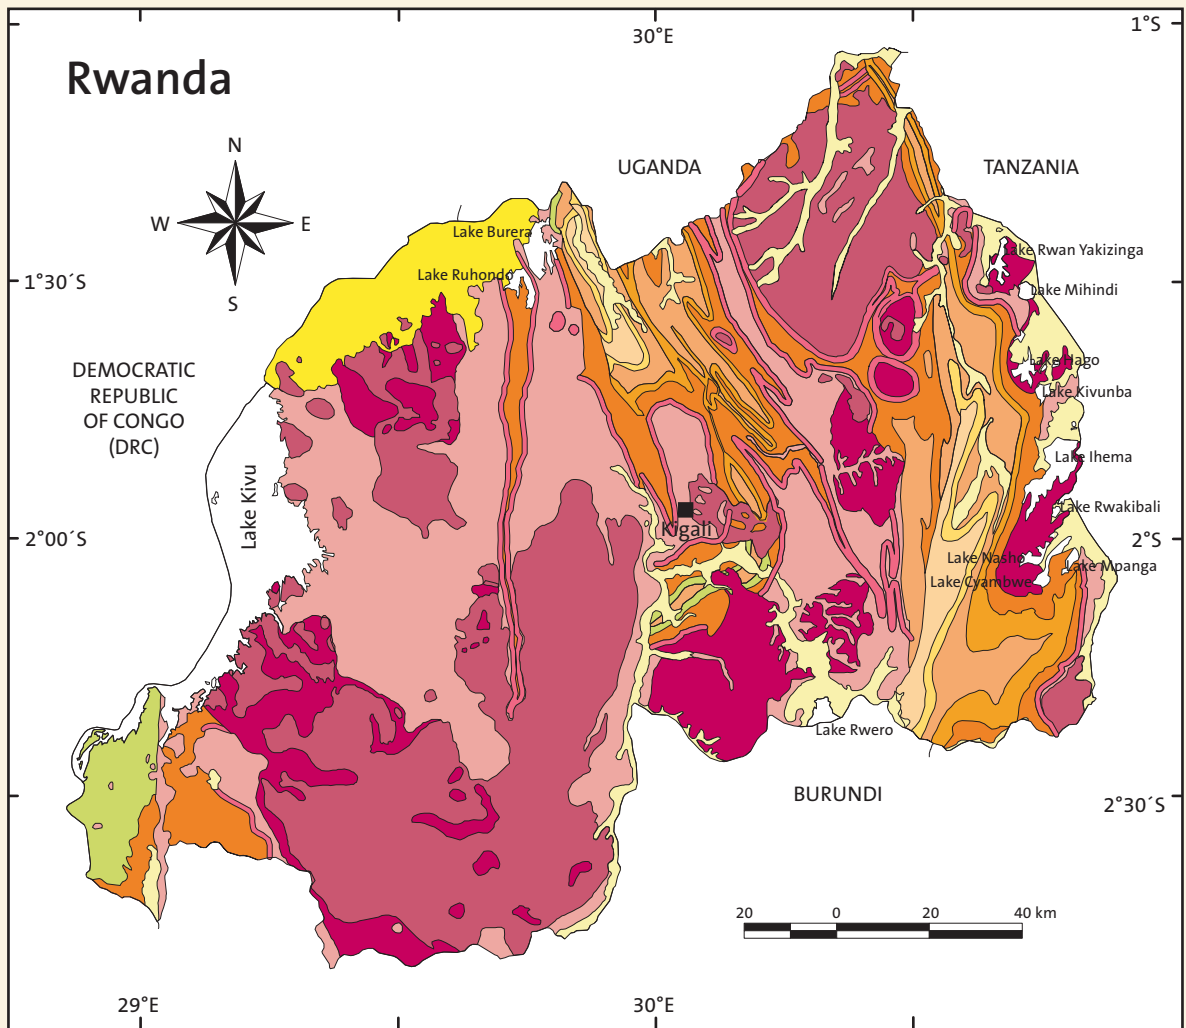 30°E
1°S
Rwanda
N
UGANDA
TANZANIA
W
E
Lake Burera
Lake Rwan Yakizinga
Lake Ruhondo
1°30´S
S
Lake Mihindi
DEMOCRATIC
REPUBLIC
OF CONGO
(DRC)
Lake Hago
Lake Kivunba
Lake Ihema
Lake Kivu
Lake Rwakibali
Kigali
2°00´S
2°S
Lake Nasho
Lake Mpanga
Lake Cyambwe
Lake Rwero
BURUNDI
2°30´S
20 0 20 40 km
29°E
30°E